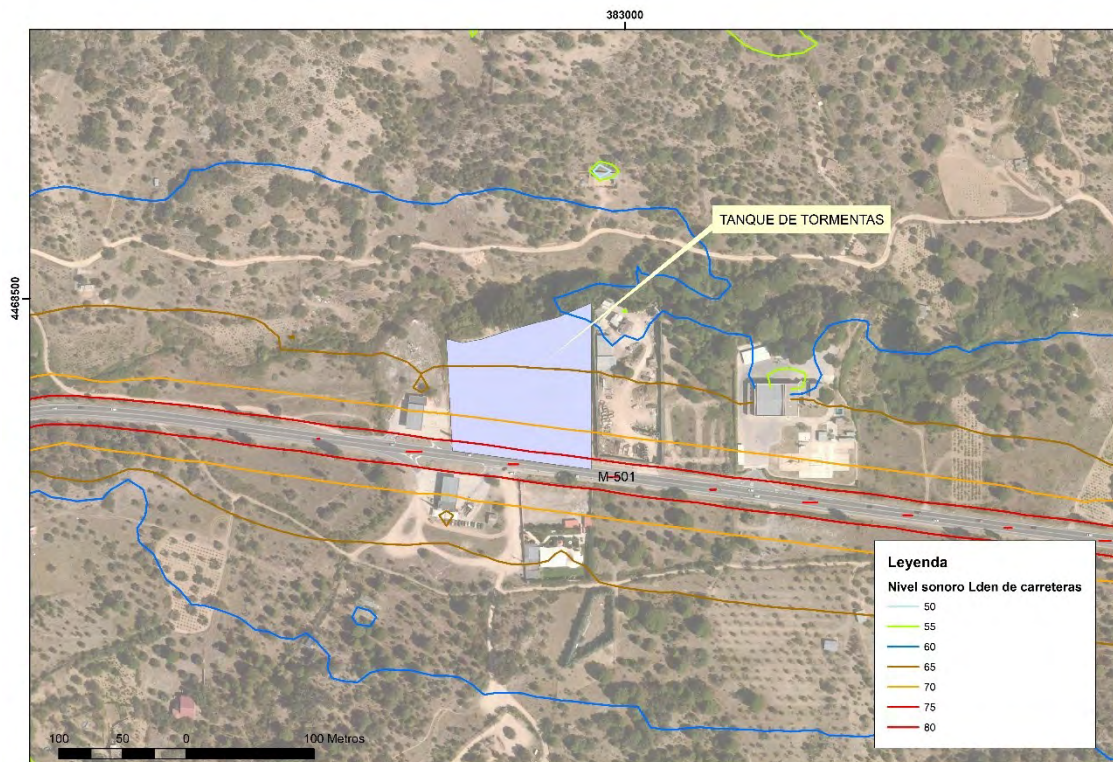 383000
4468500
TANQUE DE TORMENTAS
M-501
Leyenda
Nivel sonoro Lden de carreteras
50
55
60
65
70
75
80
100 50 0 100 Metros